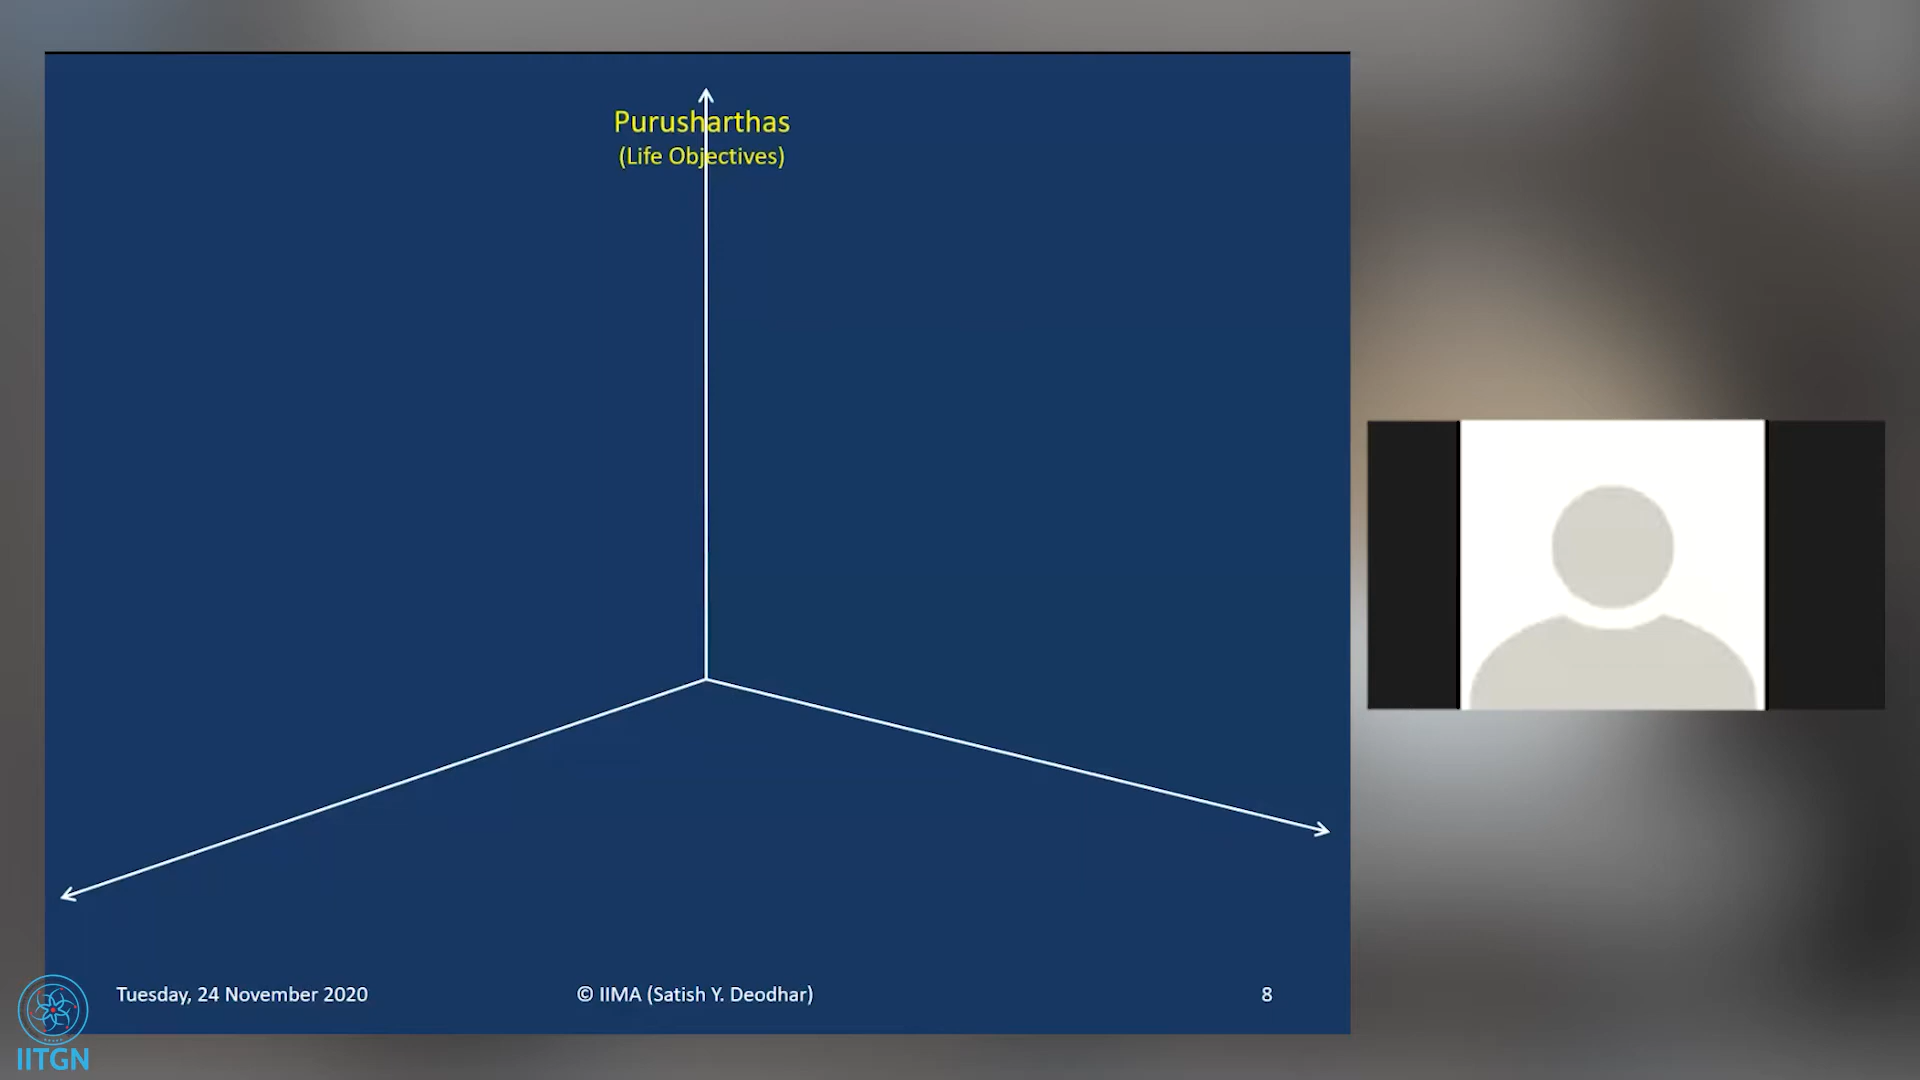 Purusharthas
(Life Objectives)
Tuesday, 24 November 2020
© IIMA (Satish Y. Deodhar)
8
IITGN